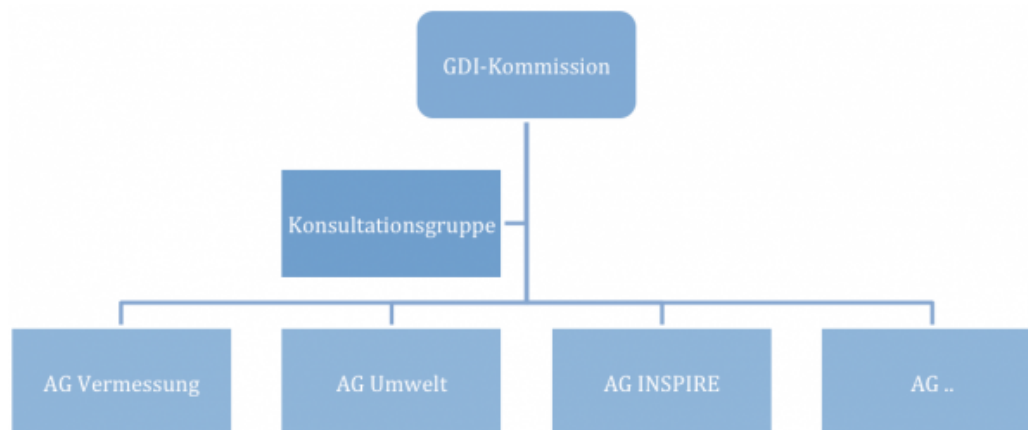 GDI-Kommission
Konsultationsgruppe
AG Vermessung
AG Umwelt
AG INSPIRE
AG ..